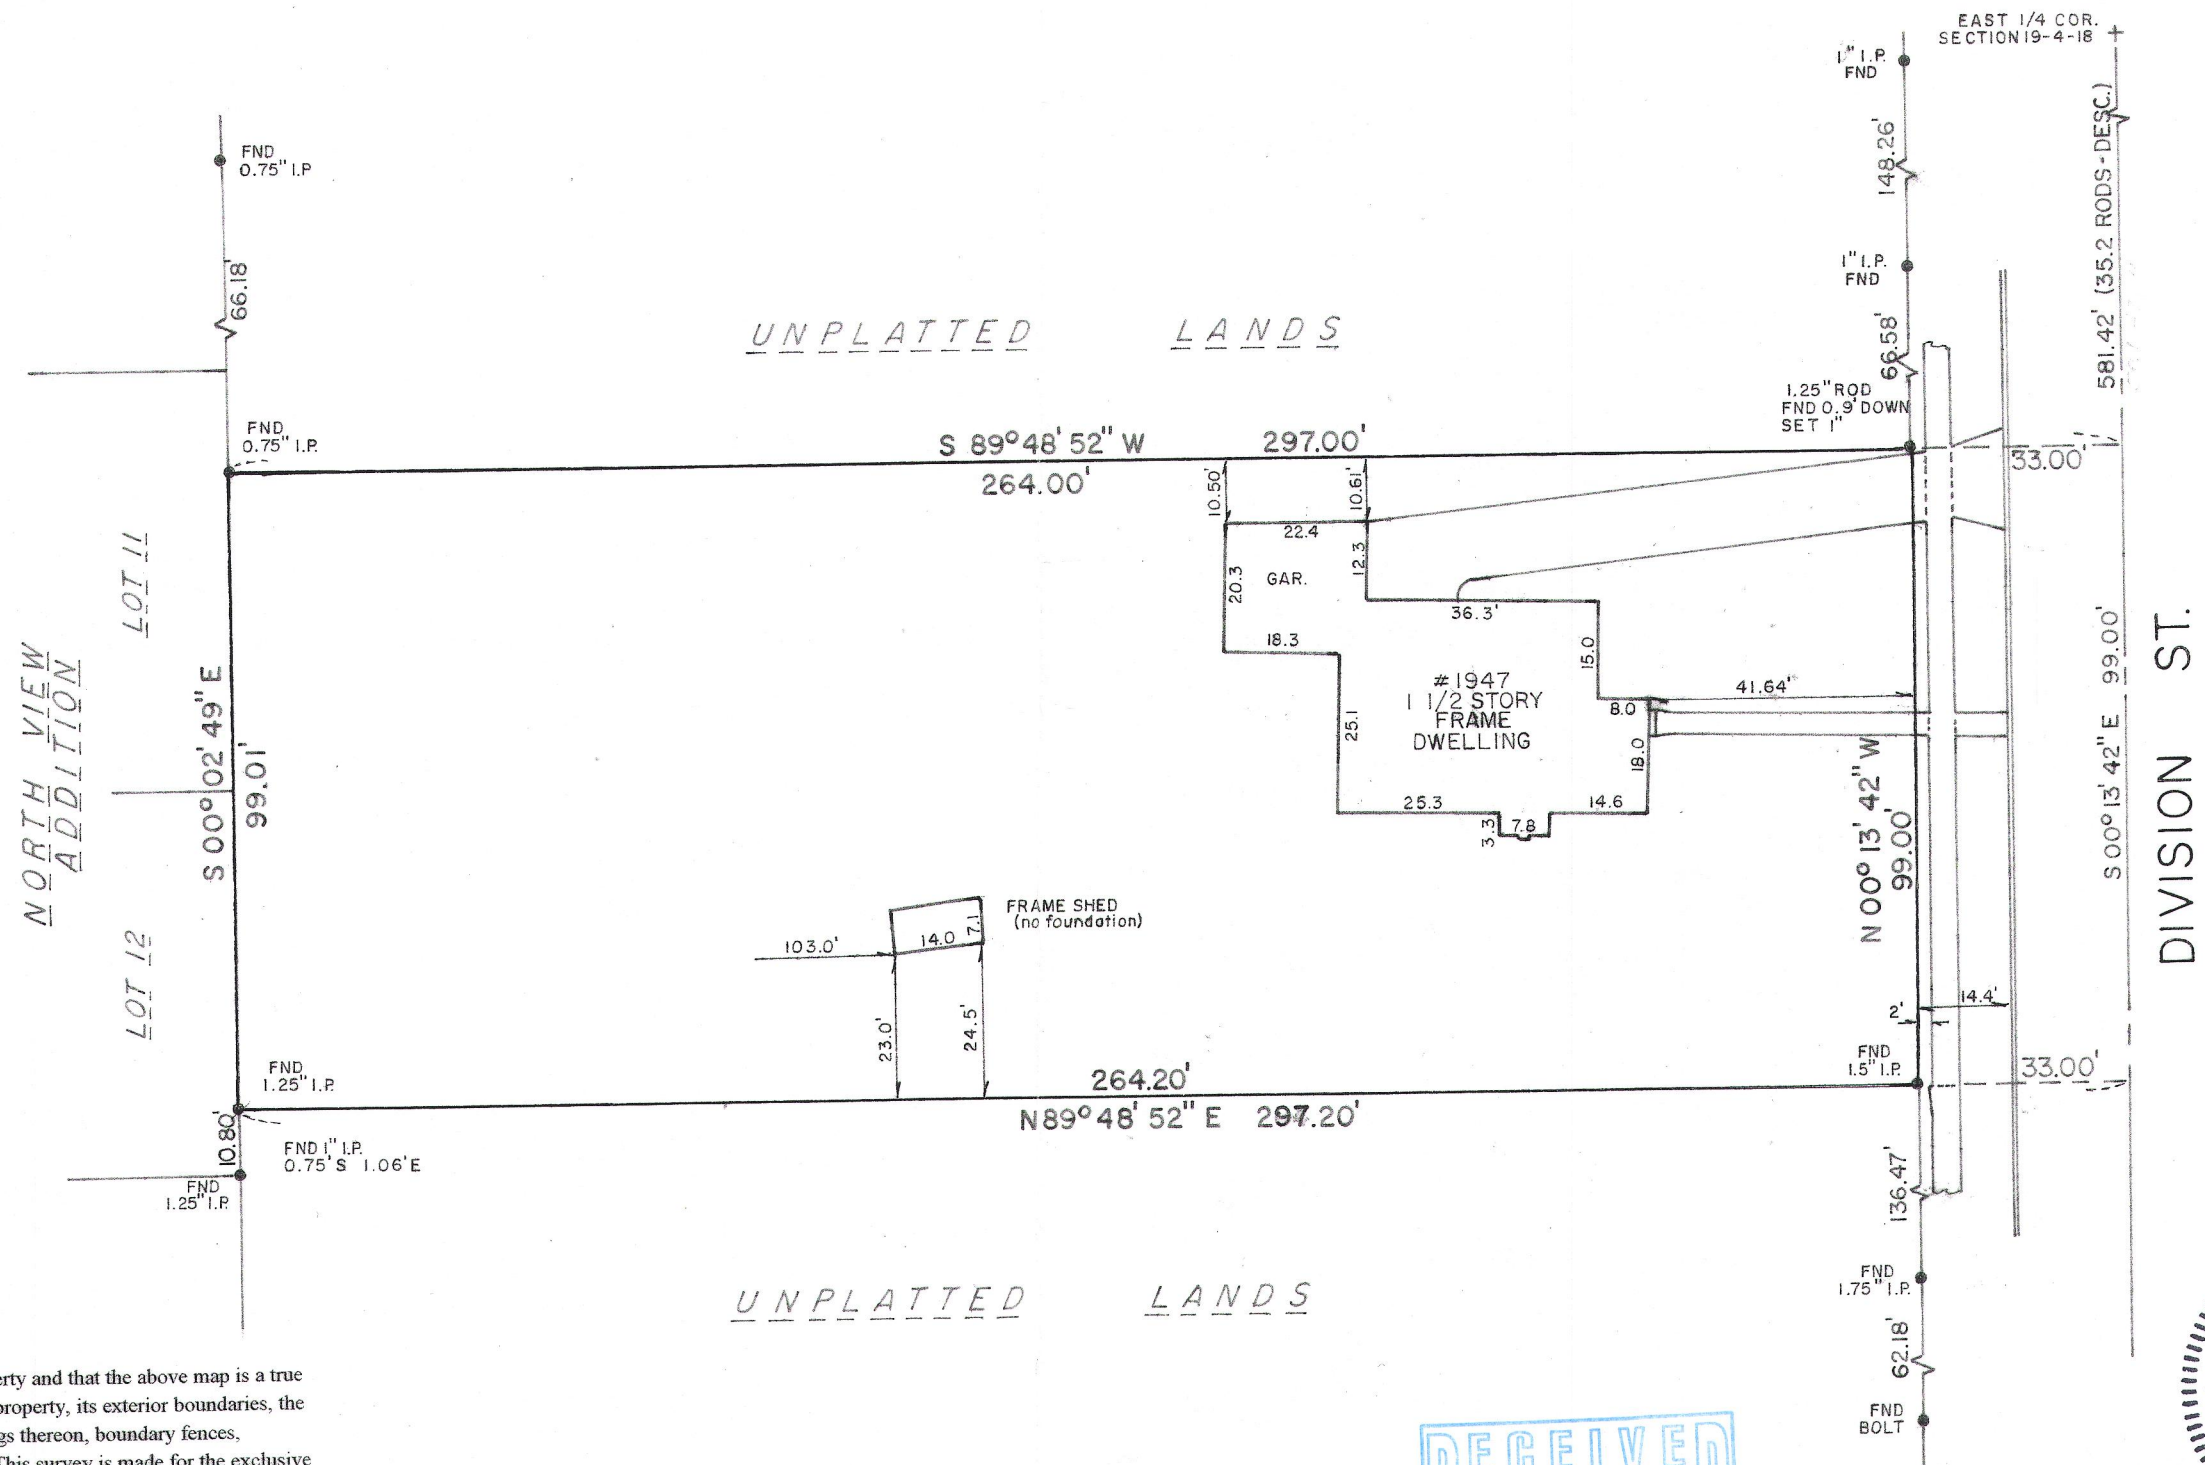 EAST 1/4 COR.
SECTION 19-4-18
1" I.P.
FND
148.26'
581.42' (35.2 RODS-DESC.)
FND
0.75" I.P
66.18'
1" I.P.
FND
66.58'
UNPLATTED LANDS
1.25" ROD
FND 0.9' DOWN
SET 1"
FND
0.75" I.P.
S 89° 48' 52" W 297.00'
264.00'
33.00'
10.50'
10.61'
22.4
12.3
20.3
GAR.
36.3'
18.3
15.0
LOT 11
NORTH VIEW
ADDITION
LOT 12
S 00° 02' 49" E
99.01'
#1947
1 1/2 STORY
FRAME
DWELLING
25.1
8.0
41.64'
18.0
25.3
14.6
3.3
7.8
N 00° 13' 42" W
99.00'
S 00° 13' 42" E 99.00'
DIVISION ST.
FRAME SHED
(no foundation)
103.0'
14.0
7.1
23.0'
24.5'
14.4'
2'
FND
1.5" I.P.
33.00'
FND
1.25" I.P.
264.20'
N 89° 48' 52" E 297.20'
10.80'
FND 1" I.P.
0.75' S 1.06' E
FND
1.25" I.P.
136.47'
FND
1.75" I.P.
62.18'
UNPLATTED LANDS
FND
BOLT
erty and that the above map is a true
property, its exterior boundaries, the
gs thereon, boundary fences,
This survey is made for the exclusive
RECEIVED